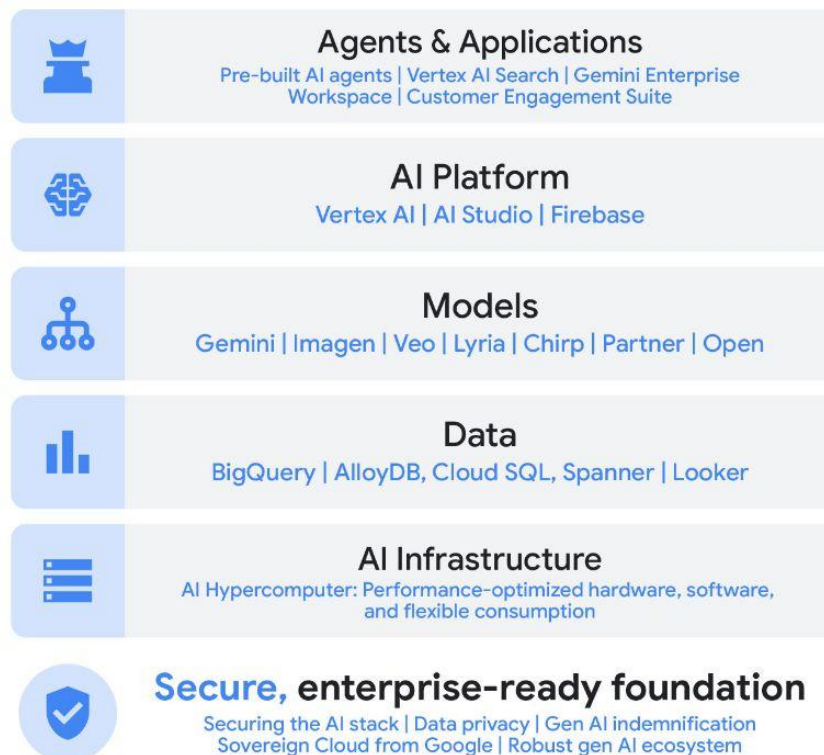 Agents & Applications
Pre-built AI agents | Vertex AI Search | Gemini Enterprise
Workspace | Customer Engagement Suite
AI Platform
Vertex AI | AI Studio | Firebase
Models
Gemini | Imagen | Veo | Lyria | Chirp | Partner | Open
Data
BigQuery | AlloyDB, Cloud SQL, Spanner | Looker
AI Infrastructure
AI Hypercomputer: Performance-optimized hardware, software,
and flexible consumption
Secure, enterprise-ready foundation
Securing the AI stack | Data privacy | Gen AI indemnification
Sovereign Cloud from Google | Robust gen AI ecosystem